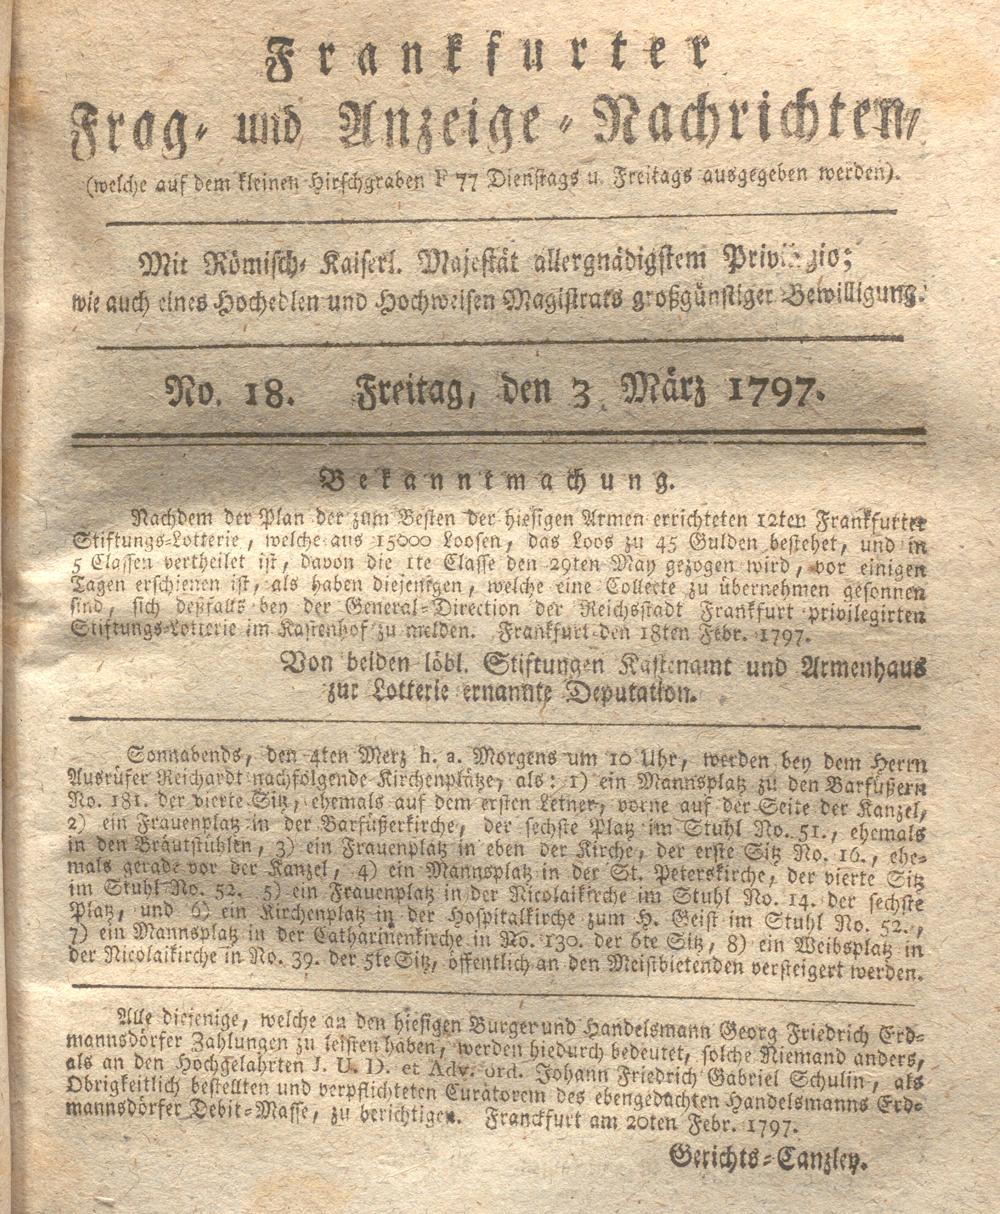 Frankfurter
Frag- und Anzeige-Nachrichten,
(welche auf dem kleinen Hirschgraben F 77 Dienstags u. Freitags ausgegeben werden).
Mit Römisch- Kaiserl. Majestät allergnädigstem
wie auch eines Hochedlen und Hochweisen Magistrats großgünstiger Bewilligung.
No. 18. Freitag, den 3. März 1797.
Bekanntmachung.
Nachdem der Plan der zum Besten der hiesigen Armen errichteten 12ten Frankfurter
Stiftungs-Lotterie, welche aus 15000 Loosen, das Loos zu 45 Gulden bestehet, und in
5 Classen vertheilet ist, davon die 1te Classe den 29ten May gezogen wird, vor einigen
Tagen erschienen ist, als haben diejenigen, welche eine Collecte zu übernehmen gesonnen
sind, sich deßfalls bey der General-Direction der Reichsstadt Frankfurt privilegirten
Stiftungs-Lotterie im Kastenhof zu melden. Frankfurt den 18ten Febr. 1797.
Von beiden löbl. Stiftungen Kastenamt und Armenhaus
zur Lotterie ernannte Deputation.
Sonnabends, den 4ten Merz h. a. Morgens um 10 Uhr, werden bey dem Herrn
Ausrüfer Reichardt nachfolgende Kirchenplätze, als: 1) ein Mannsplatz zu den Barfüßern
No. 181. der vierte Sitz, ehemals auf dem ersten Letner, vorne auf der Seite der Kanzel,
2) ein Frauenplatz in der Barfüßerkirche, der sechste Platz im Stuhl No. 51., ehemals
in den Brautstühlen, 3) ein Frauenplatz in eben der Kirche, der erste Sitz No. 16., ehe-
mals gerade vor der Kanzel, 4) ein Mannsplatz in der St. Peterskirche, der vierte Sitz
im Stuhl No. 52. 5) ein Frauenplatz in der Nicolaikirche im Stuhl No. 14. der sechste
Platz, und 6) ein Kirchenplatz in der Hospitalkirche zum H. Geist im Stuhl No. 52.,
7) ein Mannsplatz in der Catharinenkirche in No. 130. der 6te Sitz, 8) ein Weibsplatz in
der Nicolaikirche in No. 39. der 5te Sitz, öffentlich an den Meistbietenden versteigert werden.
Alle diejenige, welche an den hiesigen Burger und Handelsmann Georg Friedrich Erd-
mannsdörfer Zahlungen zu leisten haben, werden hiedurch bedeutet, solche Niemand anders,
als an den Hochgelahrten J. U. D. et Adv. ord. Johann Friedrich Gabriel Schulin, als
Obrigkeitlich bestellten und verpflichteten Curatorem des ebengedachten Handelsmanns Erd-
mannsdörfer Debit-Masse, zu berichtigen. Franckfurt am 20ten Febr. 1797.
Gerichts-Canzley.